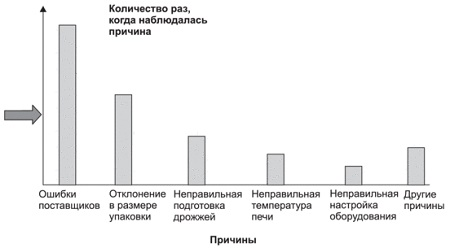 Количество раз,
когда наблюдалась
причина
Ошибки
поставщиков
Отклонение
в размере
упаковки
Неправильная
подготовка
дрожжей
Неправильная
температура
печи
Неправильная
настройка
оборудования
Другие
причины
Причины